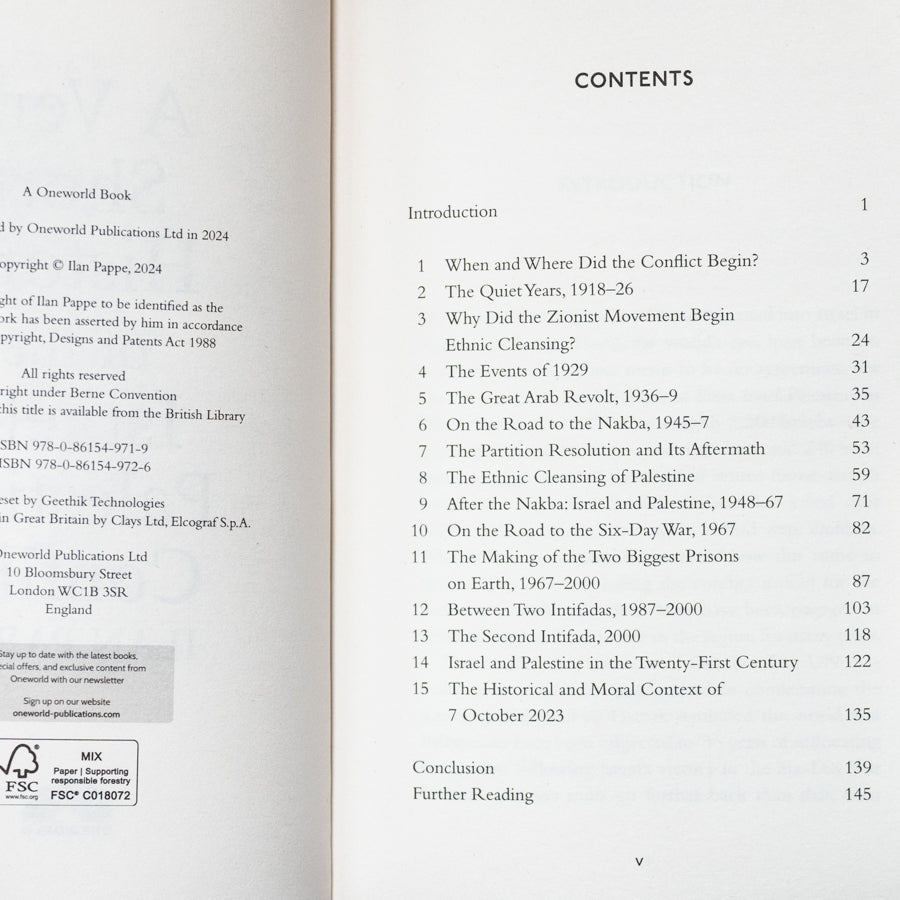 A Oneworld Book
by Oneworld Publications Ltd in 2024
© Ilan Pappe, 2024
of Ilan Pappe to be identified as the
has been asserted by him in accordance
Designs and Patents Act 1988
All rights reserved
under Berne Convention
this title is available from the British Library
ISBN 978-0-86154-971-9
ISBN 978-0-86154-972-6
by Geethik Technologies
in Great Britain by Clays Ltd, Elcograf S.p.A.
Oneworld Publications Ltd
10 Bloomsbury Street
London WC1B 3SR
England
Stay up to date with the latest books,
offers, and exclusive content from
Oneworld with our newsletter
Sign up on our website
oneworld-publications.com
FSC
www.fsc.org
MIX
Paper | Supporting
responsible forestry
FSC® C018072
CONTENTS
Introduction 1
1 When and Where Did the Conflict Begin? 3
2 The Quiet Years, 1918–26 17
3 Why Did the Zionist Movement Begin
Ethnic Cleansing? 24
4 The Events of 1929 31
5 The Great Arab Revolt, 1936–9 35
6 On the Road to the Nakba, 1945–7 43
7 The Partition Resolution and Its Aftermath 53
8 The Ethnic Cleansing of Palestine 59
9 After the Nakba: Israel and Palestine, 1948–67 71
10 On the Road to the Six-Day War, 1967 82
11 The Making of the Two Biggest Prisons
on Earth, 1967–2000 87
12 Between Two Intifadas, 1987–2000 103
13 The Second Intifada, 2000 118
14 Israel and Palestine in the Twenty-First Century 122
15 The Historical and Moral Context of
7 October 2023 135
Conclusion 139
Further Reading 145
v